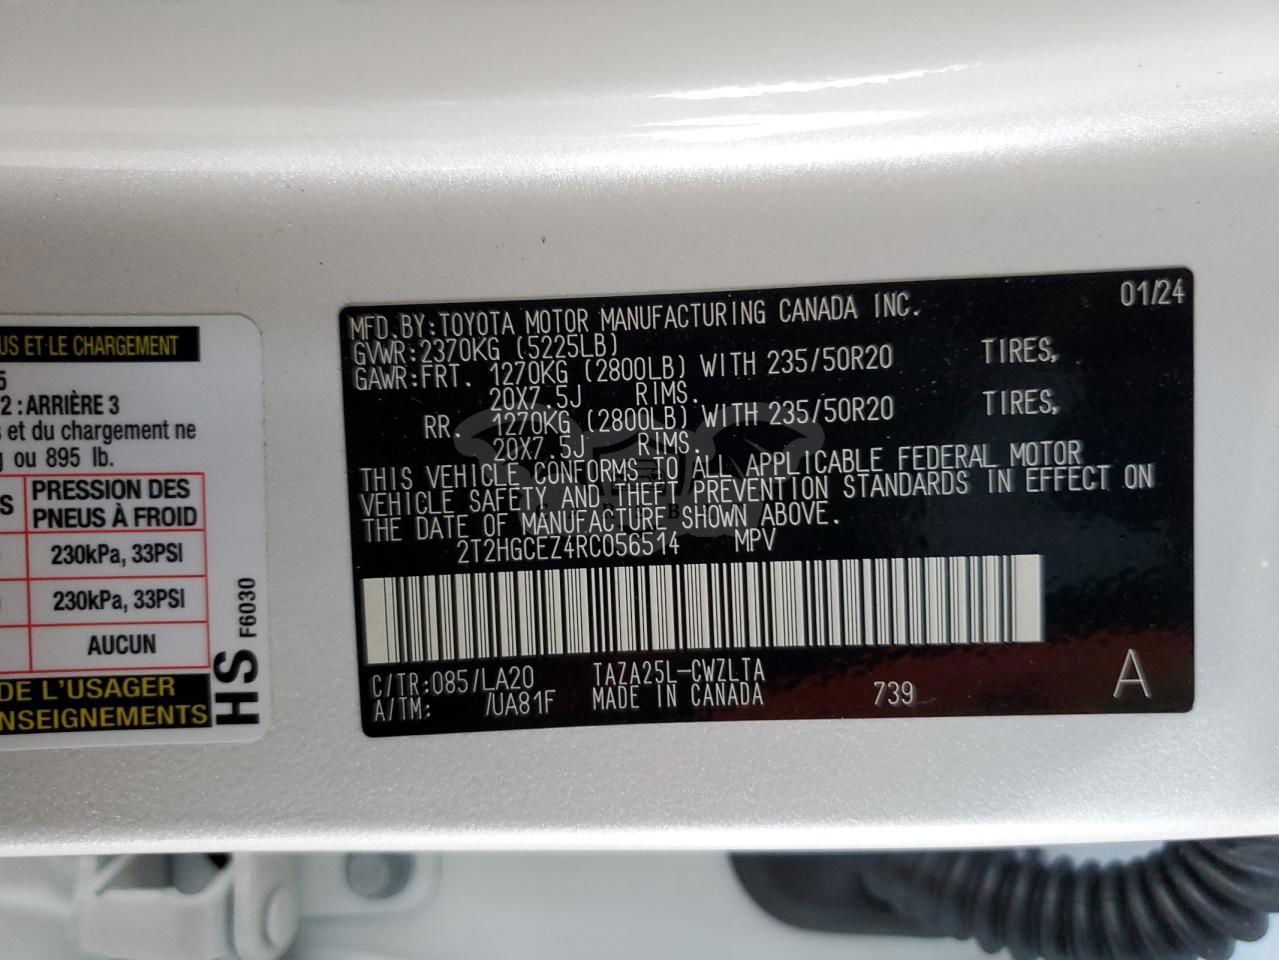 US ET LE CHARGEMENT
5
2 : ARRIÈRE 3
s et du chargement ne
g ou 895 lb.
S PRESSION DES
PNEUS À FROID
230kPa, 33PSI
230kPa, 33PSI
AUCUN
DE L'USAGER
NSEIGNEMENTS
HS F6030
01/24
MFD.BY:TOYOTA MOTOR MANUFACTURING CANADA INC.
GVWR:2370KG (5225LB)
GAWR:FRT. 1270KG (2800LB) WITH 235/50R20 TIRES,
20X7.5J RIMS.
RR. 1270KG (2800LB) WITH 235/50R20 TIRES,
20X7.5J RIMS.
THIS VEHICLE CONFORMS TO ALL APPLICABLE FEDERAL MOTOR
VEHICLE SAFETY AND THEFT PREVENTION STANDARDS IN EFFECT ON
THE DATE OF MANUFACTURE SHOWN ABOVE.
2T2HGCEZ4RC056514 MPV
C/TR:085/LA20 TAZA25L-CWZLTA
A/TM: /UA81F MADE IN CANADA 739 A